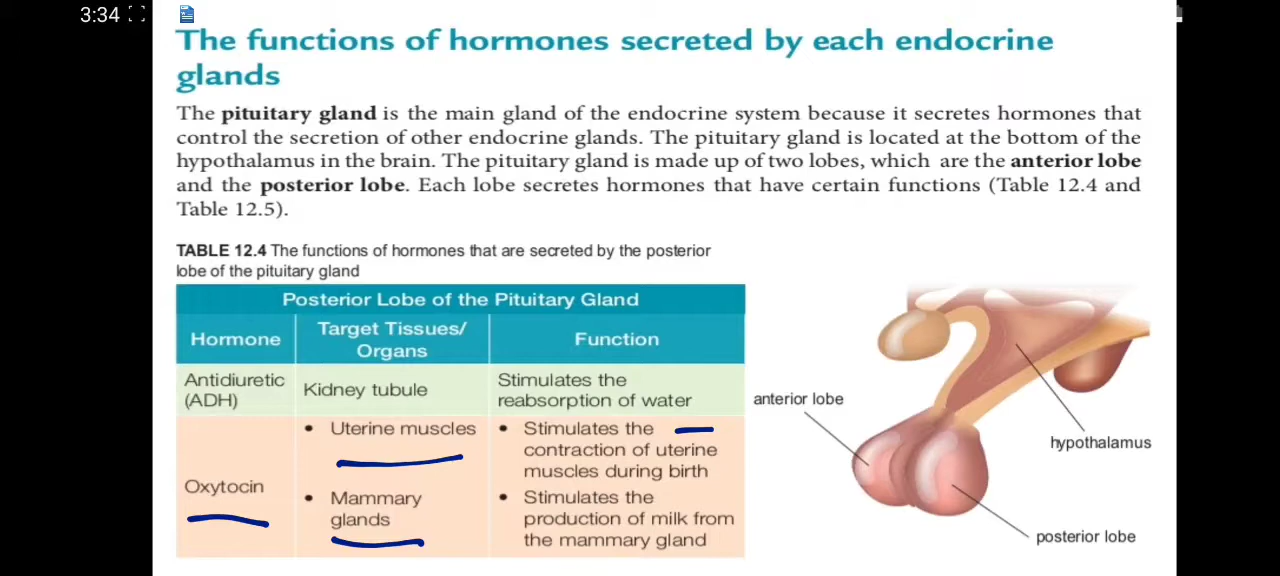 3:34
The functions of hormones secreted by each endocrine
glands
The pituitary gland is the main gland of the endocrine system because it secretes hormones that
control the secretion of other endocrine glands. The pituitary gland is located at the bottom of the
hypothalamus in the brain. The pituitary gland is made up of two lobes, which are the anterior lobe
and the posterior lobe. Each lobe secretes hormones that have certain functions (Table 12.4 and
Table 12.5).
TABLE 12.4 The functions of hormones that are secreted by the posterior
lobe of the pituitary gland
Posterior Lobe of the Pituitary Gland
Hormone
Target Tissues/
Organs
Function
Antidiuretic
(ADH)
Kidney tubule
Stimulates the
reabsorption of water
Oxytocin
• Uterine muscles
• Mammary
glands
• Stimulates the
contraction of uterine
muscles during birth
• Stimulates the
production of milk from
the mammary gland
anterior lobe
hypothalamus
posterior lobe